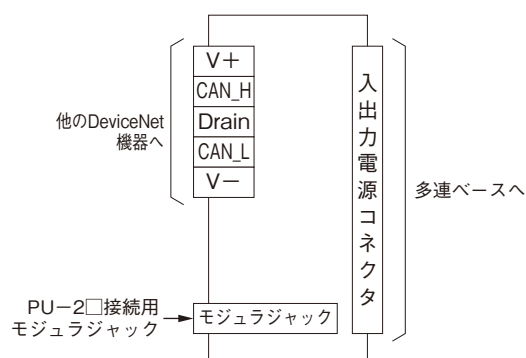 V＋
CAN_H
Drain
CAN_L
V－
他のDeviceNet
機器へ
入出力電源コネクタ
多連ベースへ
PU－2□接続用
モジュラジャック
モジュラジャック